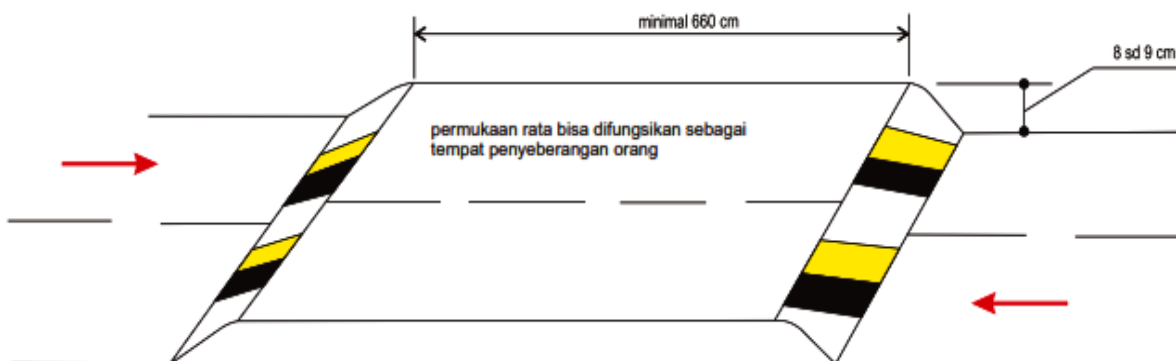 minimal 660 cm
8 sd 9 cm
permukaan rata bisa difungsikan sebagai
tempat penyeberangan orang